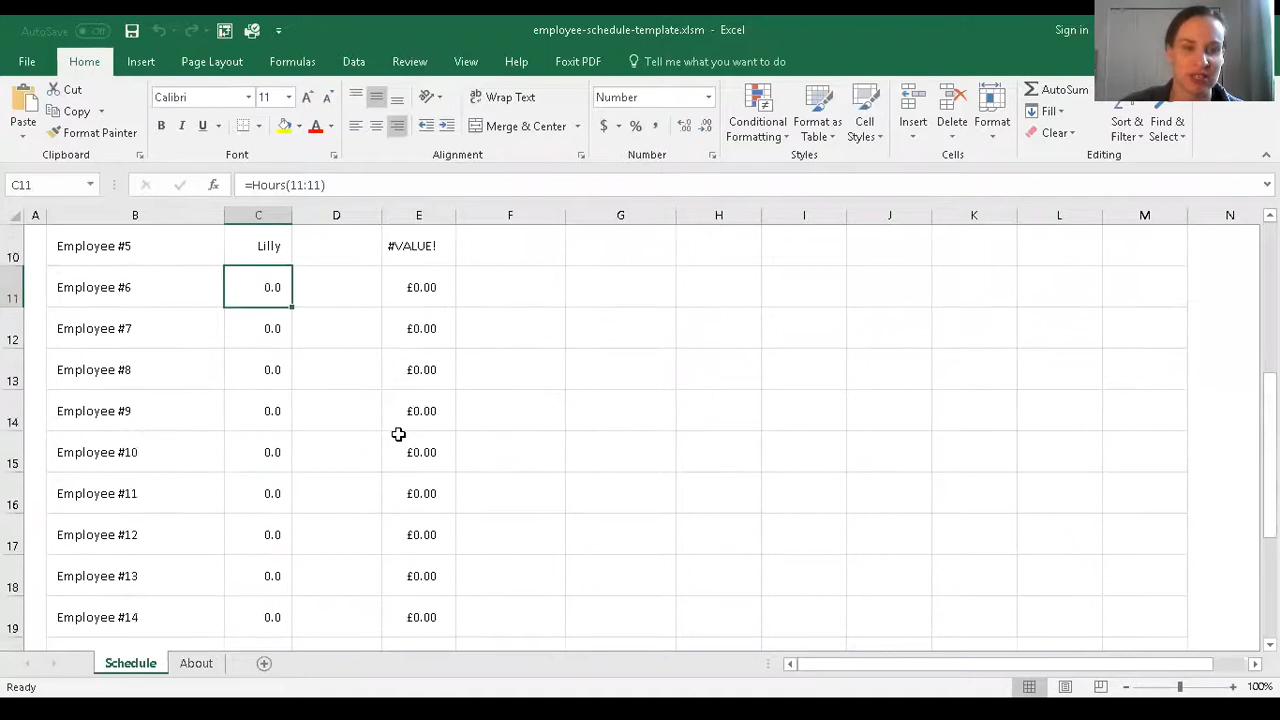 AutoSave Off
employee-schedule-template.xlsm - Excel
Sign in
File Home Insert Page Layout Formulas Data Review View Help Foxit PDF Tell me what you want to do
Paste
Cut
Copy
Format Painter
Clipboard
Calibri 11
B I U
Font
Wrap Text
Merge & Center
Alignment
Number
$ % ,
Number
Conditional Formatting
Format as Table
Cell Styles
Styles
Insert Delete Format
Cells
AutoSum
Fill
Clear
Sort & Filter
Find & Select
Editing
C11 fx =Hours(11:11)
A B C D E F G H I J K L M N
10 Employee #5 Lilly #VALUE!
11 Employee #6 0.0 £0.00
12 Employee #7 0.0 £0.00
13 Employee #8 0.0 £0.00
14 Employee #9 0.0 £0.00
15 Employee #10 0.0 £0.00
16 Employee #11 0.0 £0.00
17 Employee #12 0.0 £0.00
18 Employee #13 0.0 £0.00
19 Employee #14 0.0 £0.00
Schedule About
Ready
100%